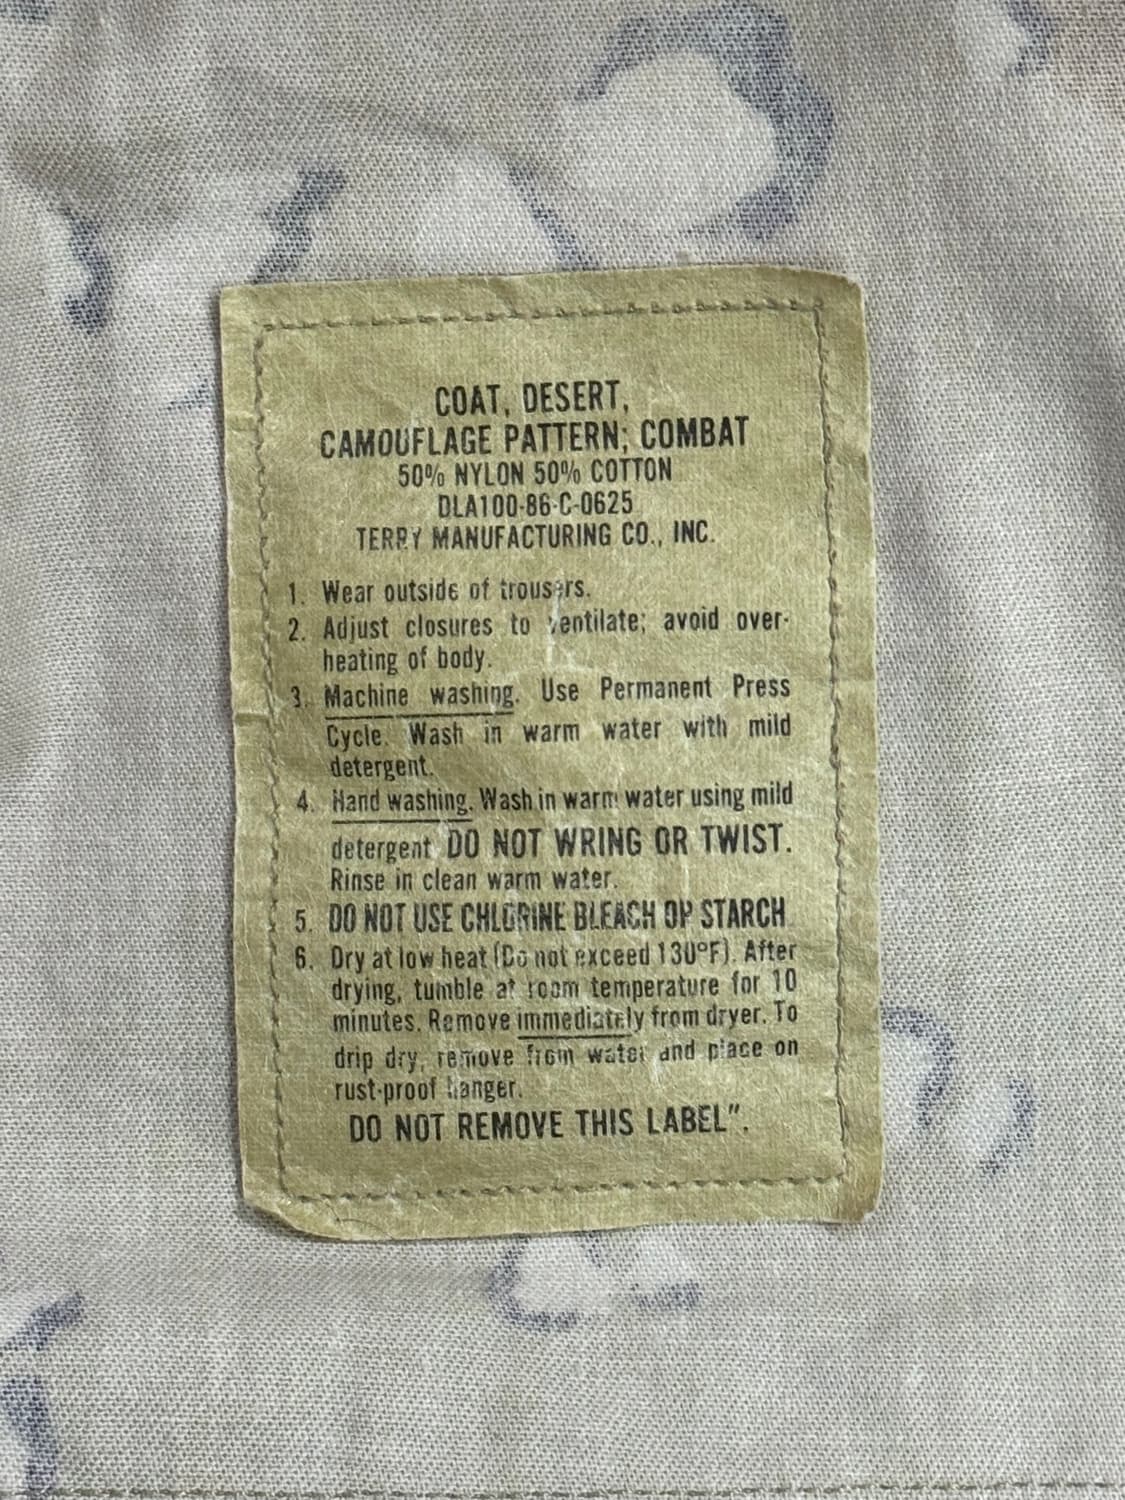 COAT, DESERT,
CAMOUFLAGE PATTERN; COMBAT
50% NYLON 50% COTTON
DLA100-86-C-0625
TERRY MANUFACTURING CO., INC.
1. Wear outside of trousers.
2. Adjust closures to ventilate; avoid over-
heating of body.
3. Machine washing. Use Permanent Press
Cycle. Wash in warm water with mild
detergent.
4. Hand washing. Wash in warm water using mild
detergent DO NOT WRING OR TWIST.
Rinse in clean warm water.
5. DO NOT USE CHLORINE BLEACH OR STARCH
6. Dry at low heat (Do not exceed 130°F). After
drying, tumble at room temperature for 10
minutes. Remove immediately from dryer. To
drip dry, remove from water and place on
rust-proof hanger.
DO NOT REMOVE THIS LABEL".